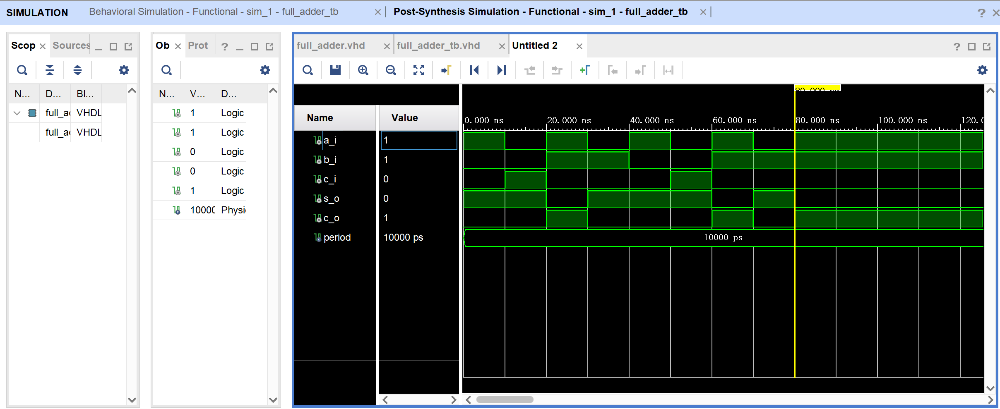 SIMULATION Behavioral Simulation - Functional - sim_1 - full_adder_tb Post-Synthesis Simulation - Functional - sim_1 - full_adder_tb ?
Scop Sources
N... D... Bl...
full_ac VHDL
full_ac VHDL
Ob Prot ?
N... V... D...
1 Logic
1 Logic
0 Logic
0 Logic
1 Logic
10000 Physi
full_adder.vhd full_adder_tb.vhd Untitled 2 ?
80.000 ns
Name Value 0.000 ns 20.000 ns 40.000 ns 60.000 ns 80.000 ns 100.000 ns 120.0
a_i 1
b_i 1
c_i 0
s_o 0
c_o 1
period 10000 ps 10000 ps